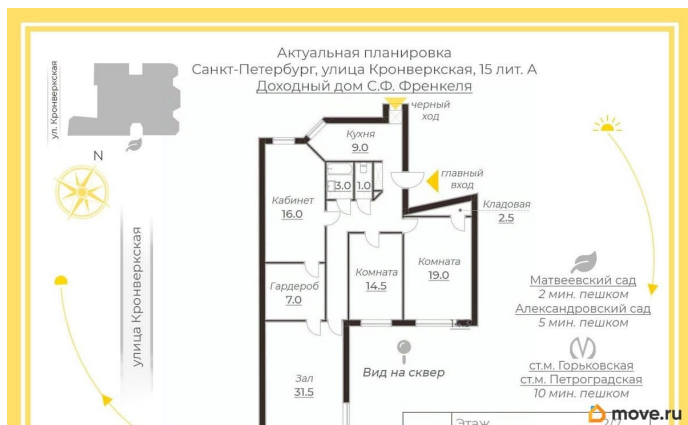 Актуальная планировка
Санкт-Петербург, улица Кронверкская, 15 лит. А
Доходный дом С.Ф. Френкеля
ул. Кронверкская
черный
ход
Кухня
9.0
N
3.0
1.0
главный
вход
Кабинет
16.0
Кладовая
2.5
улица Кронверкская
Комната
19.0
Комната
14.5
Гардероб
7.0
Матвеевский сад
2 мин. пешком
Александровский сад
5 мин. пешком
Вид на сквер
ст.м. Горьковская
ст.м. Петроградская
10 мин. пешком
Зал
31.5
Этаж
move.ru